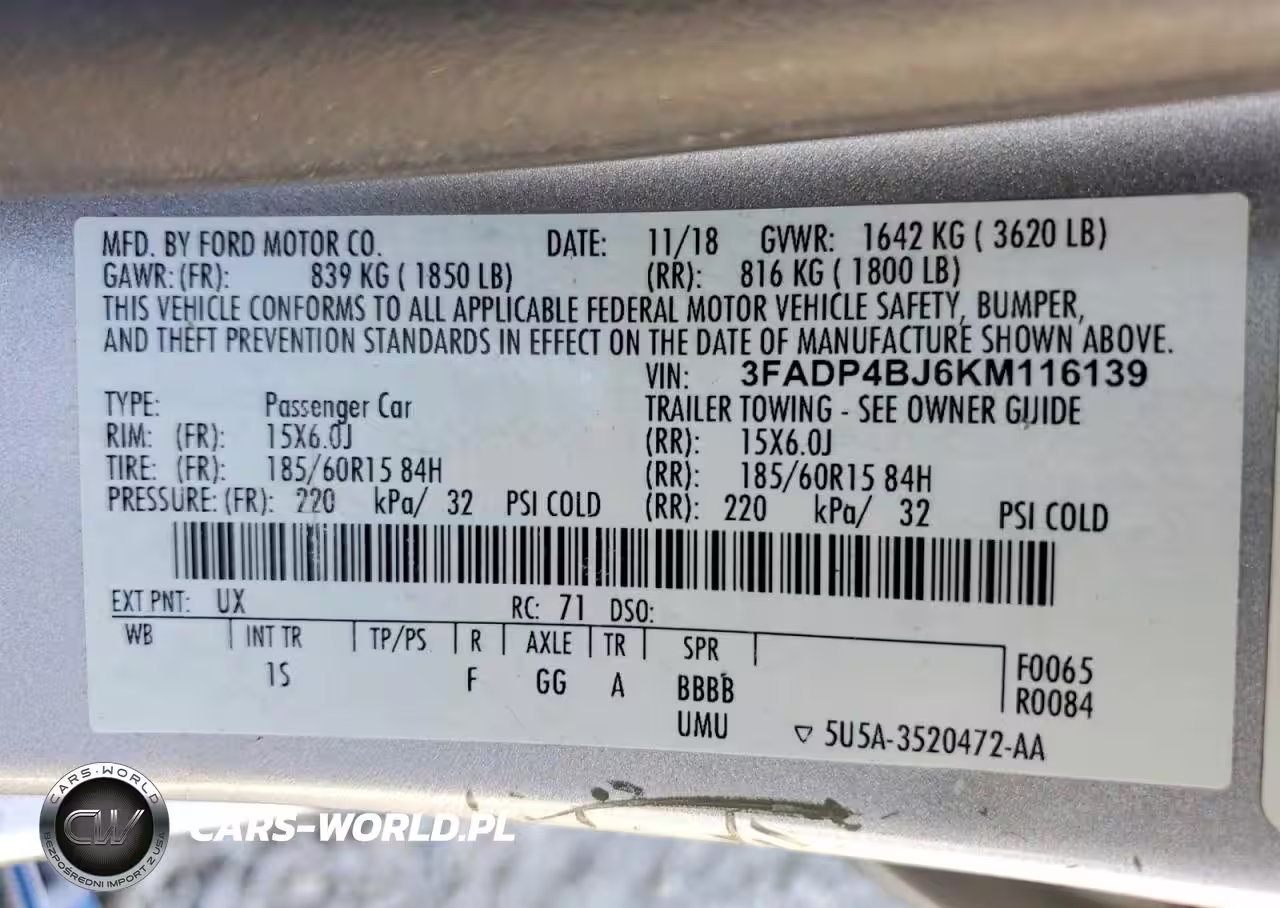 MFD. BY FORD MOTOR CO. DATE: 11/18 GVWR: 1642 KG ( 3620 LB)
GAWR: (FR): 839 KG ( 1850 LB) (RR): 816 KG ( 1800 LB)
THIS VEHICLE CONFORMS TO ALL APPLICABLE FEDERAL MOTOR VEHICLE SAFETY, BUMPER,
AND THEFT PREVENTION STANDARDS IN EFFECT ON THE DATE OF MANUFACTURE SHOWN ABOVE.
VIN: 3FADP4BJ6KM116139
TYPE: Passenger Car TRAILER TOWING - SEE OWNER GUIDE
RIM: (FR): 15X6.0J (RR): 15X6.0J
TIRE: (FR): 185/60R15 84H (RR): 185/60R15 84H
PRESSURE: (FR): 220 kPa/ 32 PSI COLD (RR): 220 kPa/ 32 PSI COLD
EXT PNT: UX RC: 71 DSO:
WB INT TR TP/PS R AXLE TR SPR
1S F GG A BBBB
UMU
F0065
R0084
▽ 5U5A-3520472-AA
CARS-WORLD
CW
BEZPOŚREDNI IMPORT Z USA
CARS-WORLD.PL